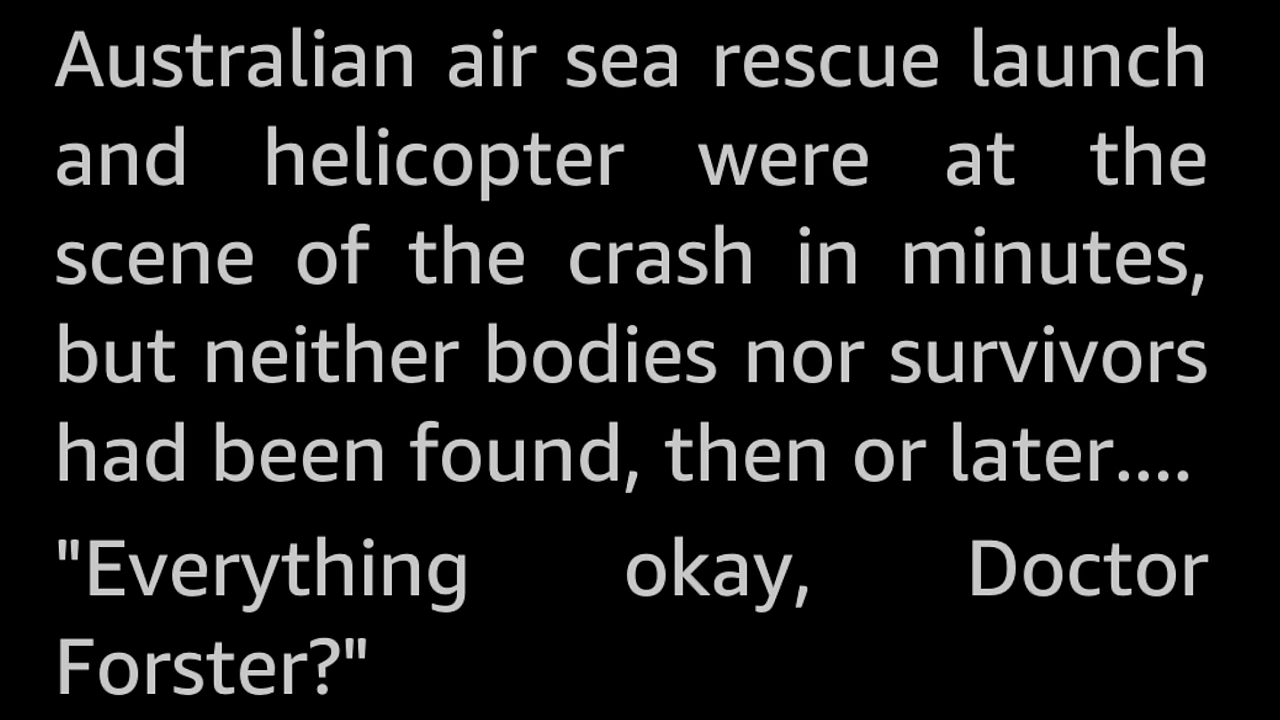 Australian air sea rescue launch
and helicopter were at the
scene of the crash in minutes,
but neither bodies nor survivors
had been found, then or later....
"Everything okay, Doctor
Forster?"